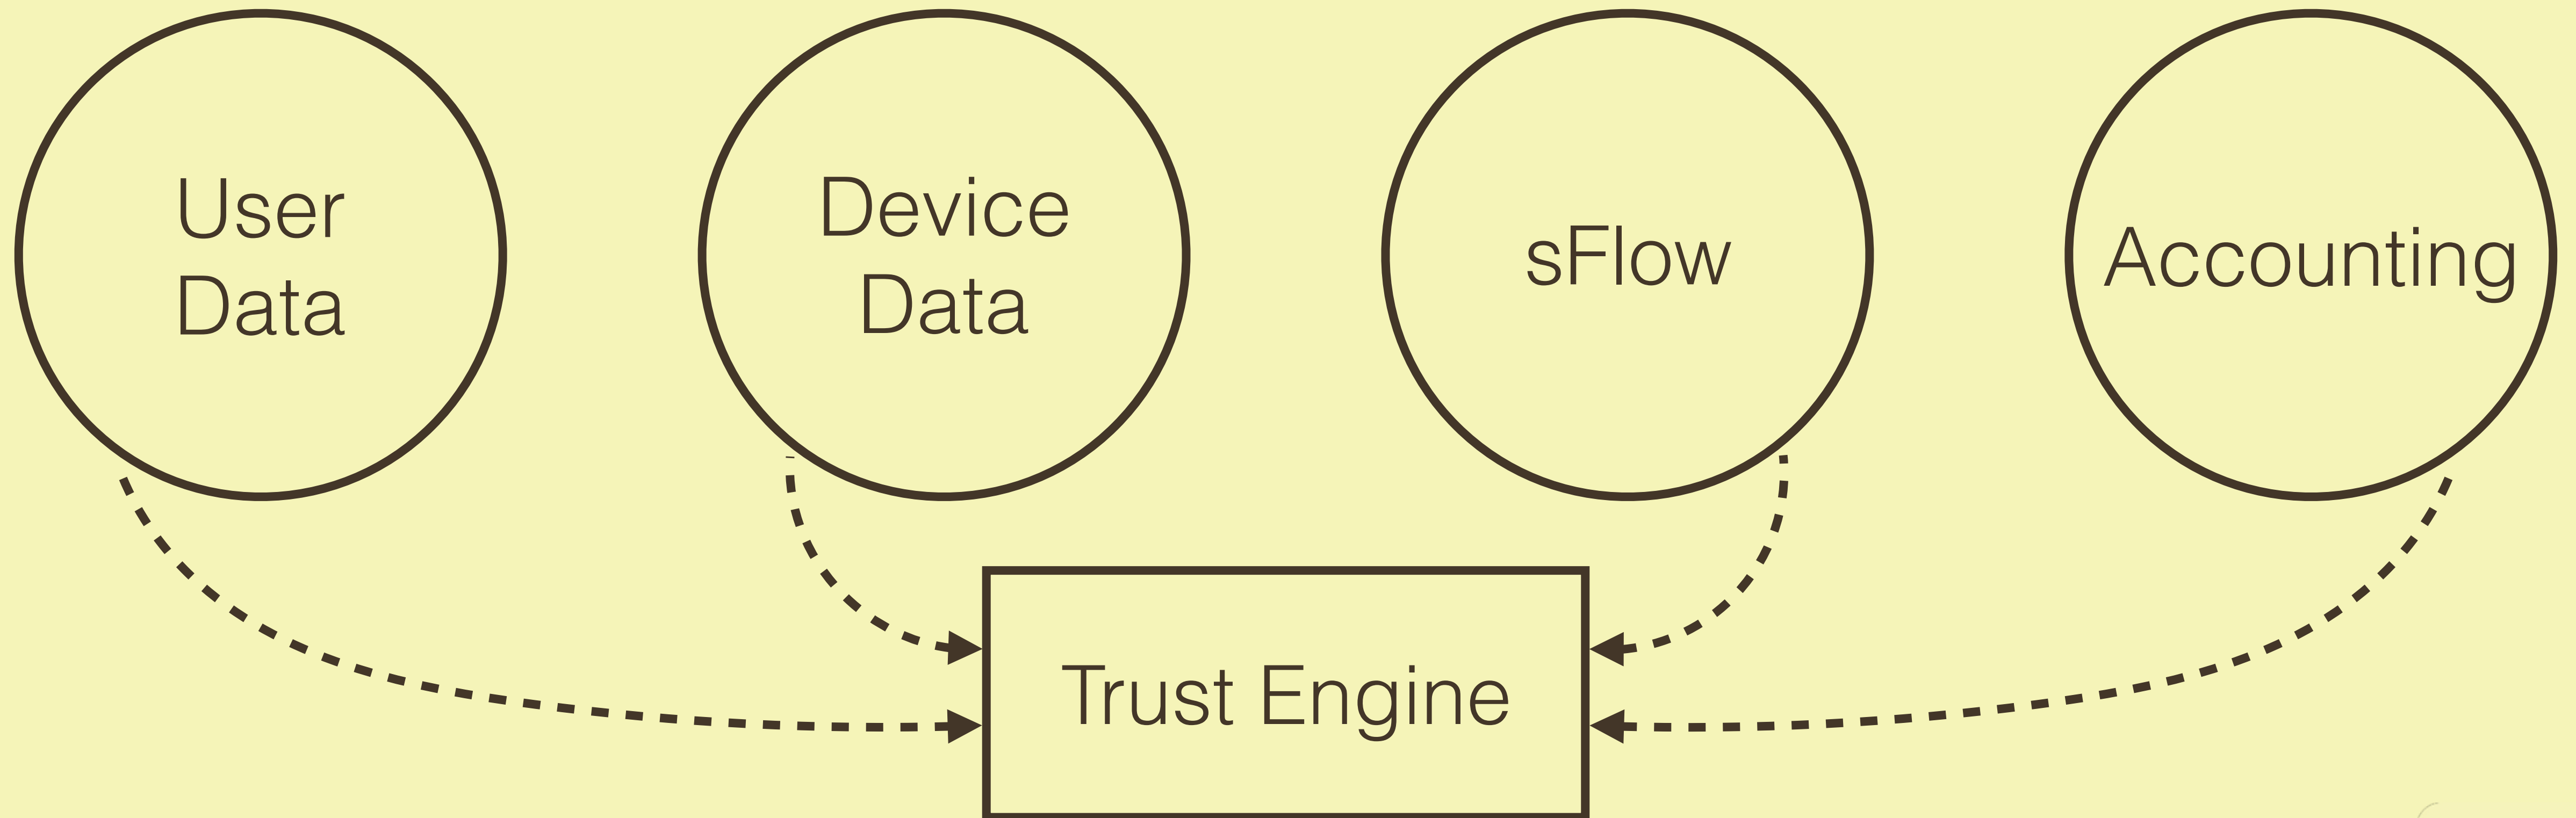 User
Data
Device
Data
sFlow
Accounting
Trust Engine